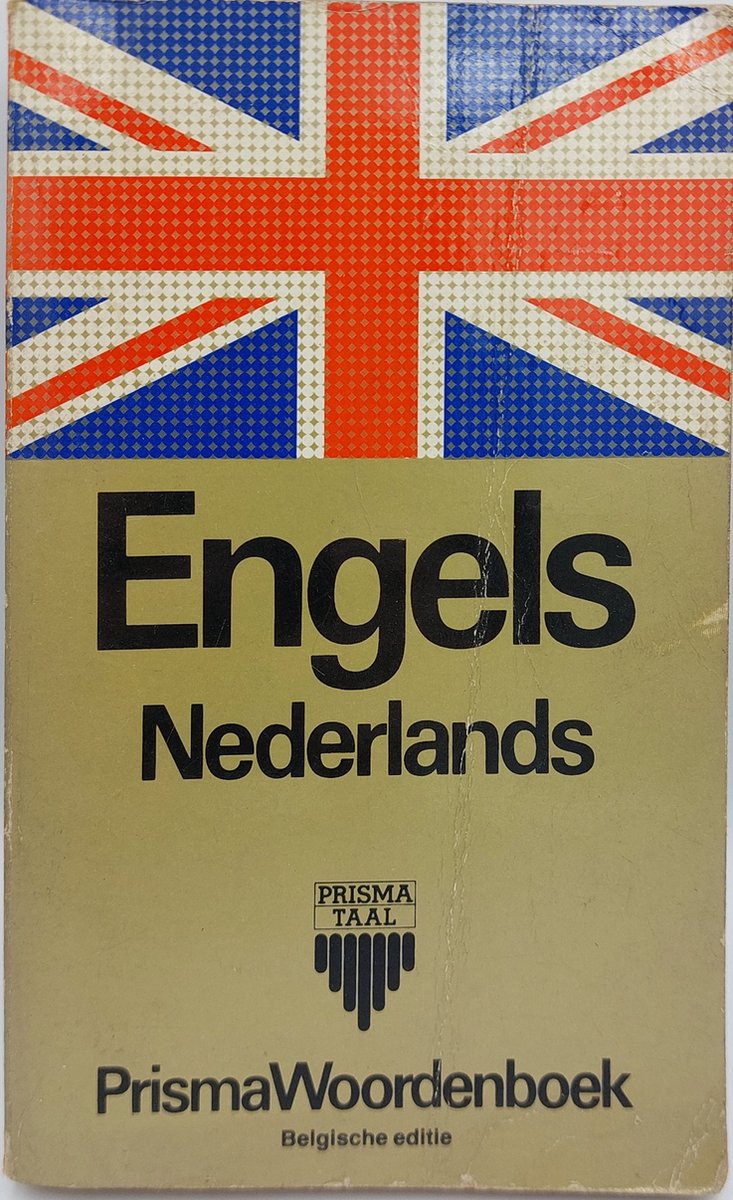 Engels
Nederlands
PRISMA
TAAL
PrismaWoordenboek
Belgische editie